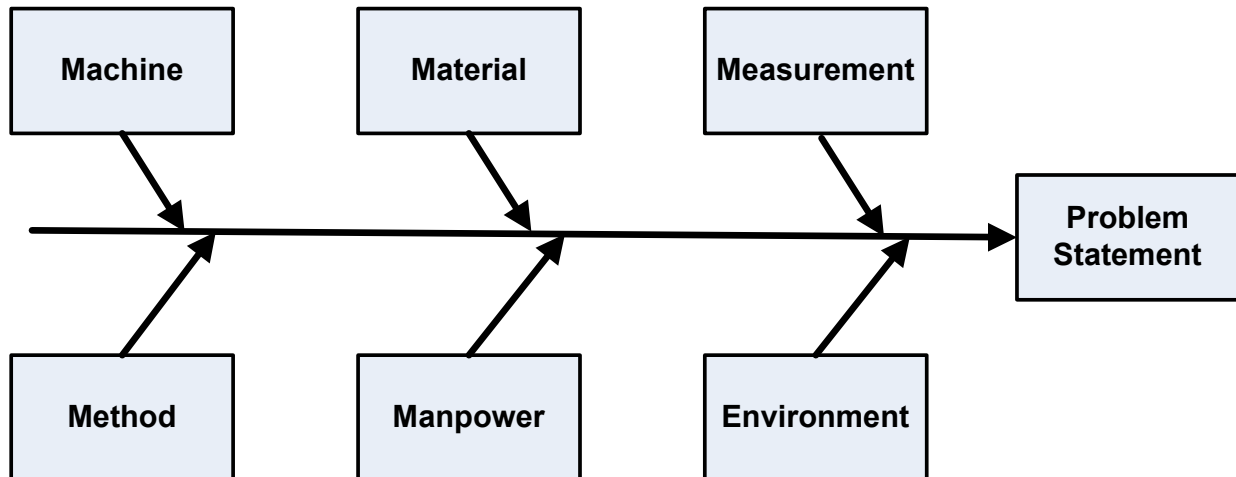 Machine
Material
Measurement
Problem
Statement
Method
Manpower
Environment